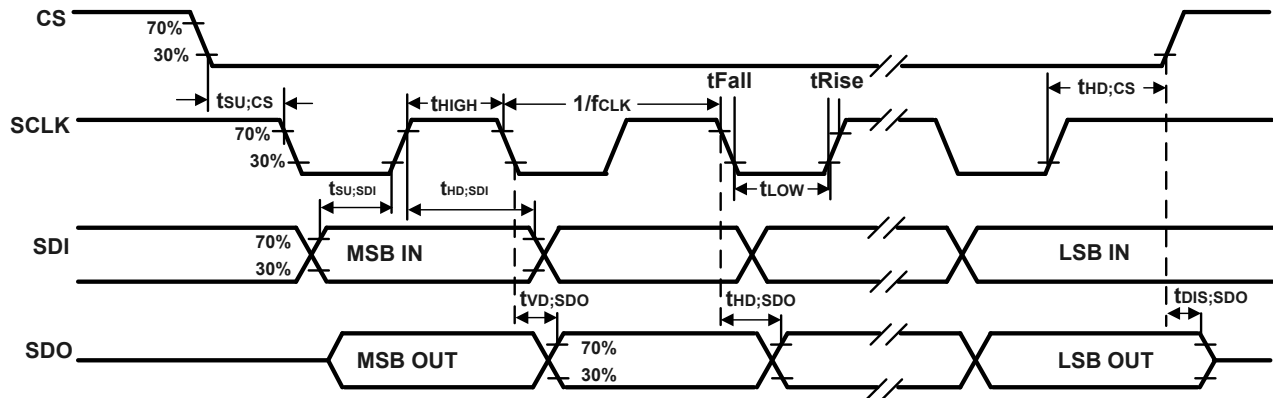 CS
70%
30%
tFall
tRise
tSU;CS
tHIGH
1/fCLK
tHD;CS
SCLK
70%
30%
tSU;SDI
tHD;SDI
tLOW
SDI
70%
30%
MSB IN
LSB IN
tVD;SDO
tHD;SDO
tDIS;SDO
SDO
MSB OUT
70%
30%
LSB OUT